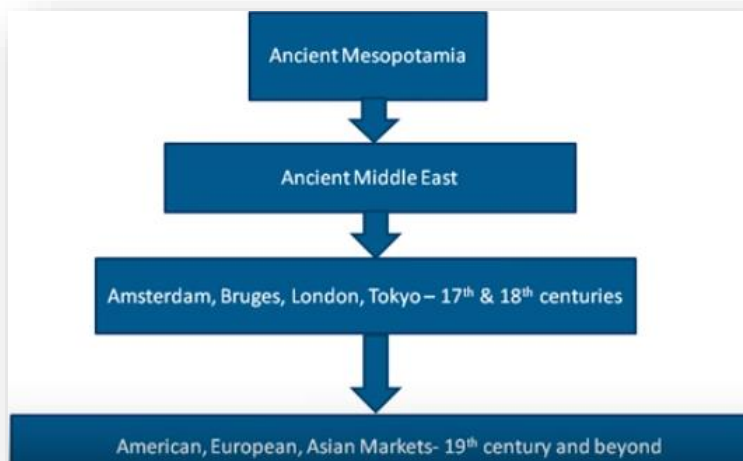 Ancient Mesopotamia
Ancient Middle East
Amsterdam, Bruges, London, Tokyo – 17th & 18th centuries
American, European, Asian Markets- 19th century and beyond